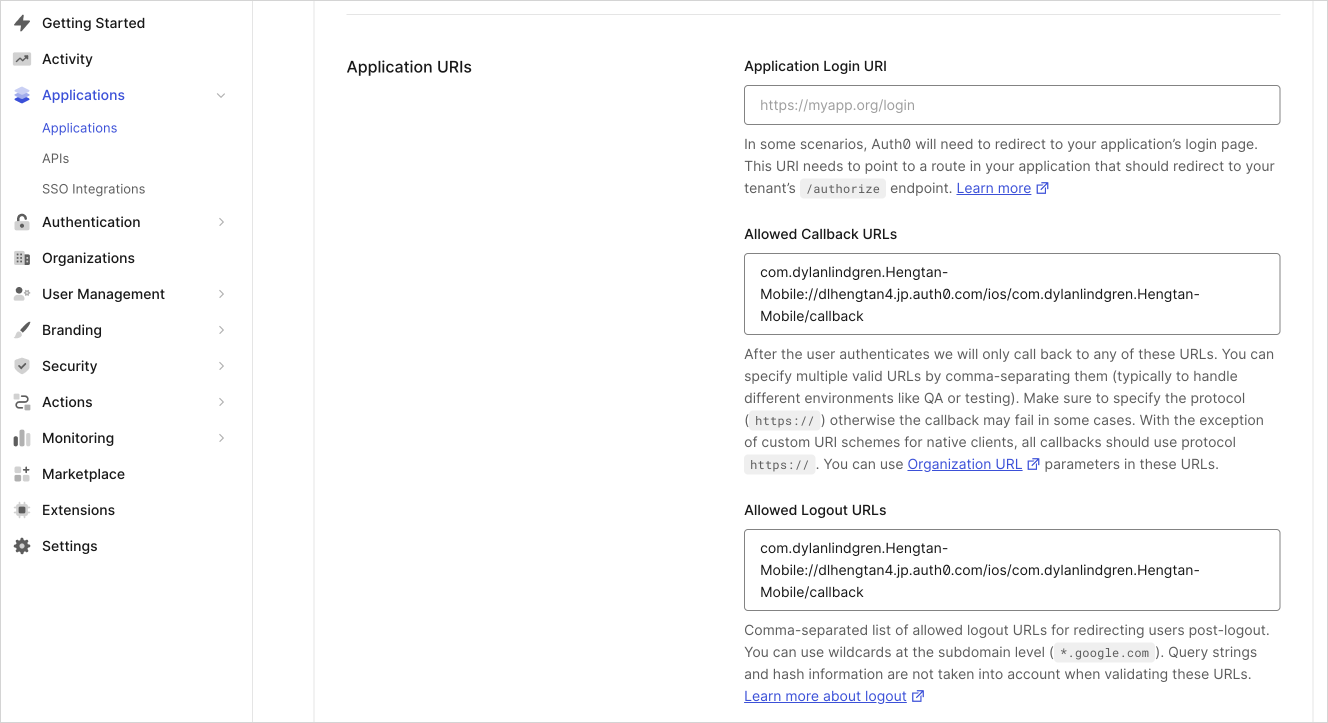 Getting Started
Activity
Applications
Applications
APIs
SSO Integrations
Authentication
Organizations
User Management
Branding
Security
Actions
Monitoring
Marketplace
Extensions
Settings
Application URIs
Application Login URI
https://myapp.org/login
In some scenarios, Auth0 will need to redirect to your application’s login page.
This URI needs to point to a route in your application that should redirect to your
tenant’s /authorize endpoint. Learn more
Allowed Callback URLs
com.dylanlindgren.Hengtan-
Mobile://dlhengtan4.jp.auth0.com/ios/com.dylanlindgren.Hengtan-
Mobile/callback
After the user authenticates we will only call back to any of these URLs. You can
specify multiple valid URLs by comma-separating them (typically to handle
different environments like QA or testing). Make sure to specify the protocol
( https:// ) otherwise the callback may fail in some cases. With the exception
of custom URI schemes for native clients, all callbacks should use protocol
https:// . You can use Organization URL parameters in these URLs.
Allowed Logout URLs
com.dylanlindgren.Hengtan-
Mobile://dlhengtan4.jp.auth0.com/ios/com.dylanlindgren.Hengtan-
Mobile/callback
Comma-separated list of allowed logout URLs for redirecting users post-logout.
You can use wildcards at the subdomain level ( *.google.com ). Query strings
and hash information are not taken into account when validating these URLs.
Learn more about logout